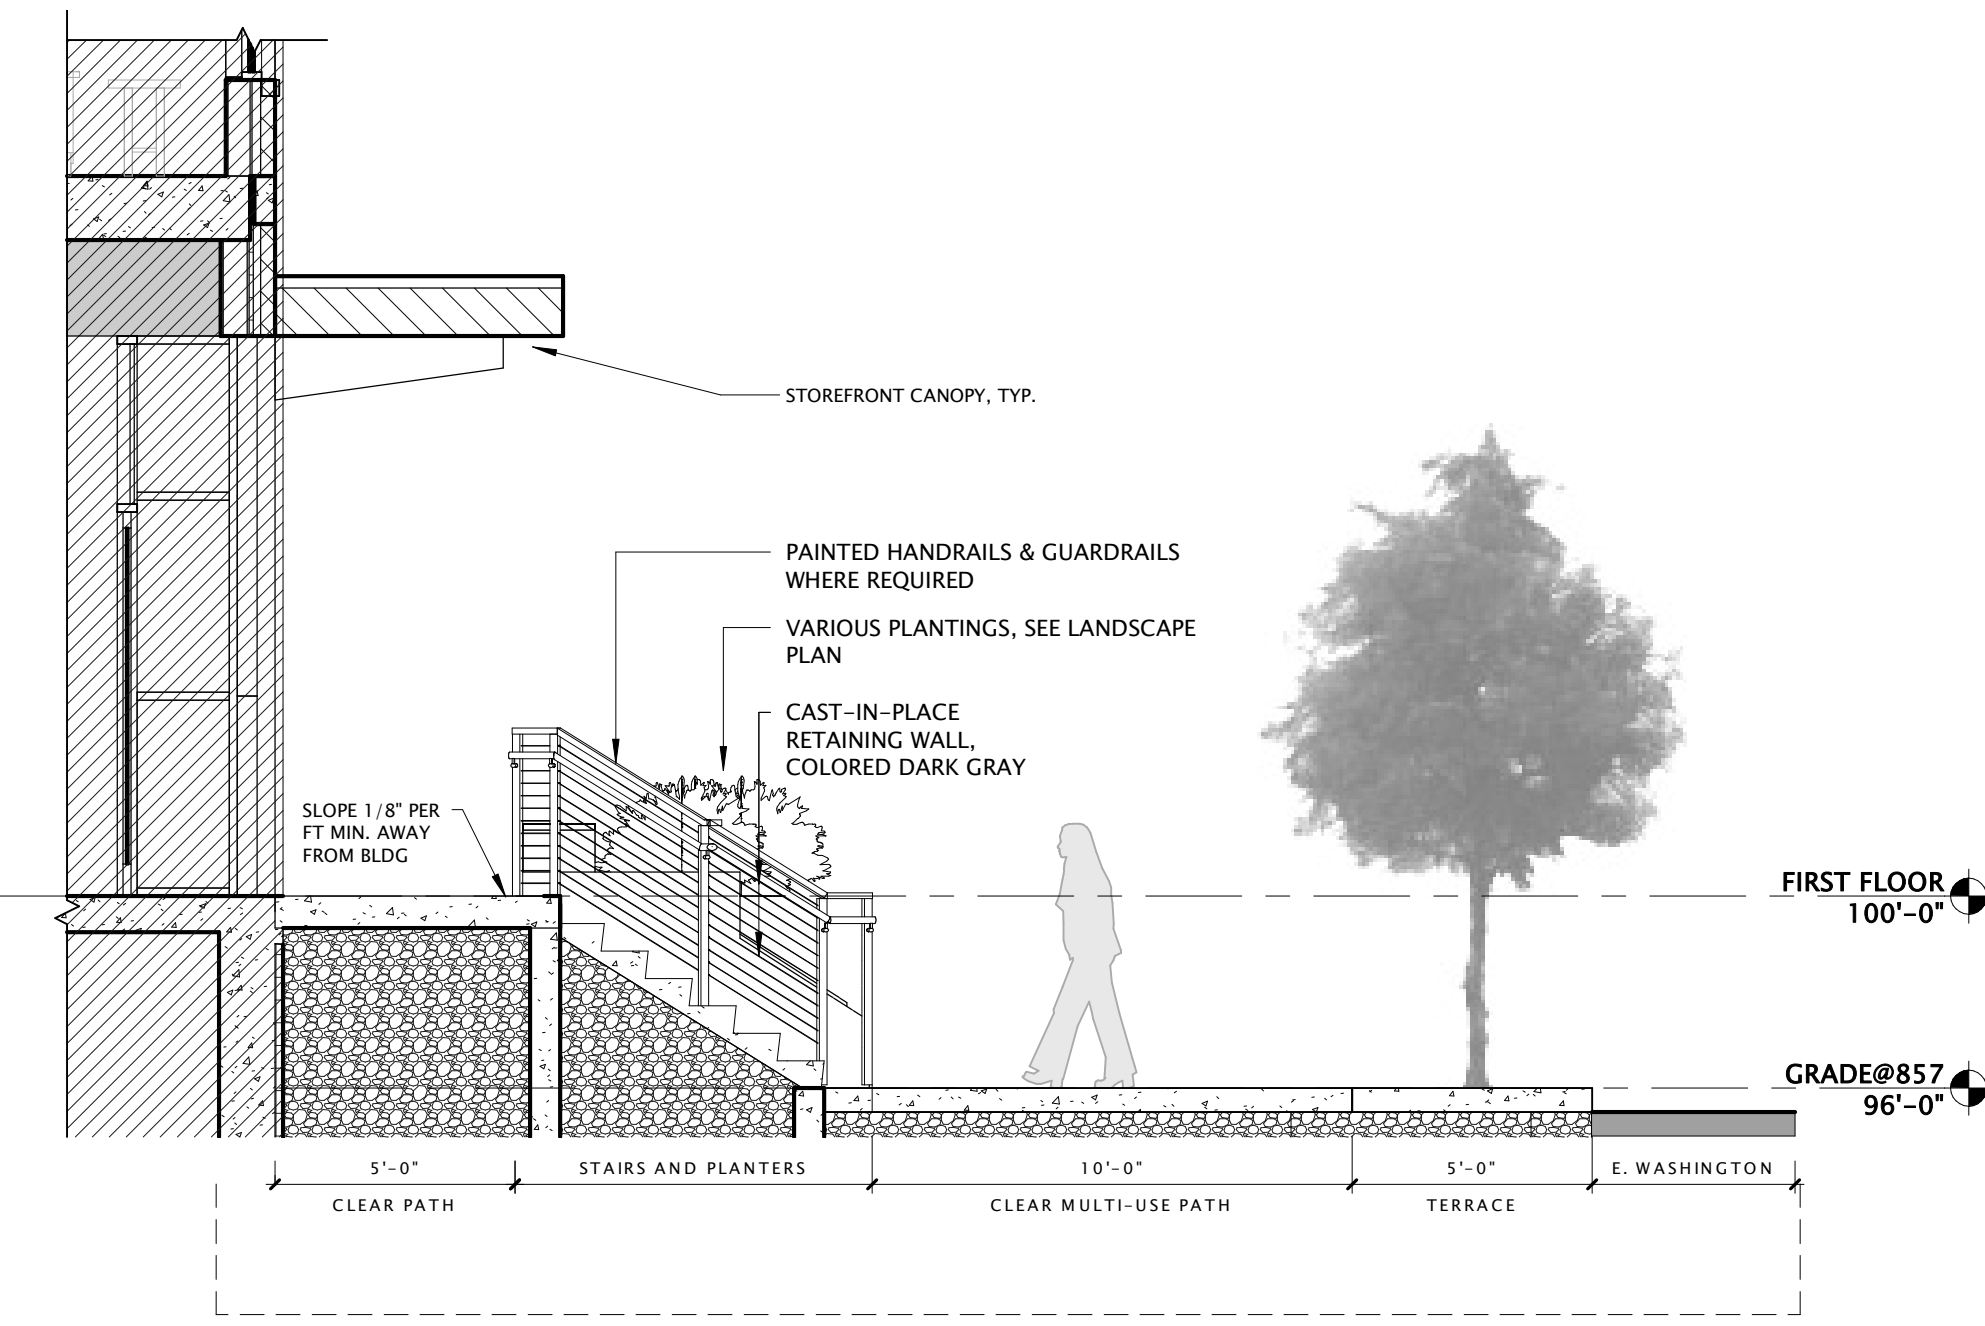 STOREFRONT CANOPY, TYP.
PAINTED HANDRAILS & GUARDRAILS
WHERE REQUIRED
VARIOUS PLANTINGS, SEE LANDSCAPE
PLAN
CAST-IN-PLACE
RETAINING WALL,
COLORED DARK GRAY
SLOPE 1/8" PER
FT MIN. AWAY
FROM BLDG
FIRST FLOOR
100'-0"
GRADE@857
96'-0"
5'-0"
CLEAR PATH
STAIRS AND PLANTERS
10'-0"
CLEAR MULTI-USE PATH
5'-0"
TERRACE
E. WASHINGTON